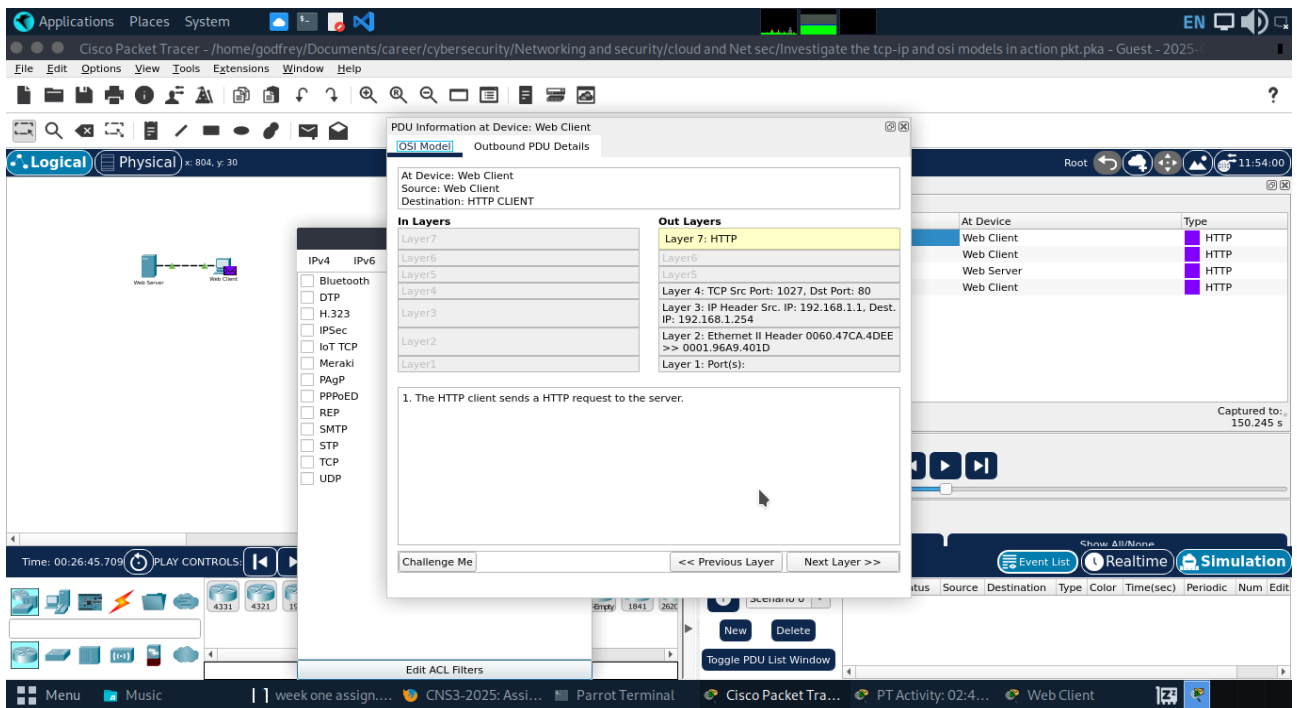 Applications Places System
EN
Cisco Packet Tracer - /home/godfrey/Documents/career/cybersecurity/Networking and security/cloud and Net sec/Investigate the tcp-ip and osi models in action pkt.pka - Guest - 2025-
File Edit Options View Tools Extensions Window Help
?
Logical Physical x: 804, y: 30
Root 11:54:00
PDU Information at Device: Web Client
OSI Model Outbound PDU Details
At Device: Web Client
Source: Web Client
Destination: HTTP CLIENT
In Layers
Layer7
Layer6
Layer5
Layer4
Layer3
Layer2
Layer1
Out Layers
Layer 7: HTTP
Layer6
Layer5
Layer 4: TCP Src Port: 1027, Dst Port: 80
Layer 3: IP Header Src. IP: 192.168.1.1, Dest.
IP: 192.168.1.254
Layer 2: Ethernet II Header 0060.47CA.4DEE
>> 0001.96A9.401D
Layer 1: Port(s):
1. The HTTP client sends a HTTP request to the server.
Challenge Me << Previous Layer Next Layer >>
Web Server Web Client
IPv4 IPv6
Bluetooth
DTP
H.323
IPSec
IoT TCP
Meraki
PAgP
PPPoED
REP
SMTP
STP
TCP
UDP
Edit ACL Filters
At Device Type
Web Client HTTP
Web Client HTTP
Web Server HTTP
Web Client HTTP
Captured to:
150.245 s
Show All/None
Time: 00:26:45.709 PLAY CONTROLS:
Event List Realtime Simulation
4331 4321 19
-Empty 1841 2620
Scenario 0
New Delete
Toggle PDU List Window
atus Source Destination Type Color Time(sec) Periodic Num Edit
Menu Music week one assign.... CNS3-2025: Assi... Parrot Terminal Cisco Packet Tra... PT Activity: 02:4... Web Client